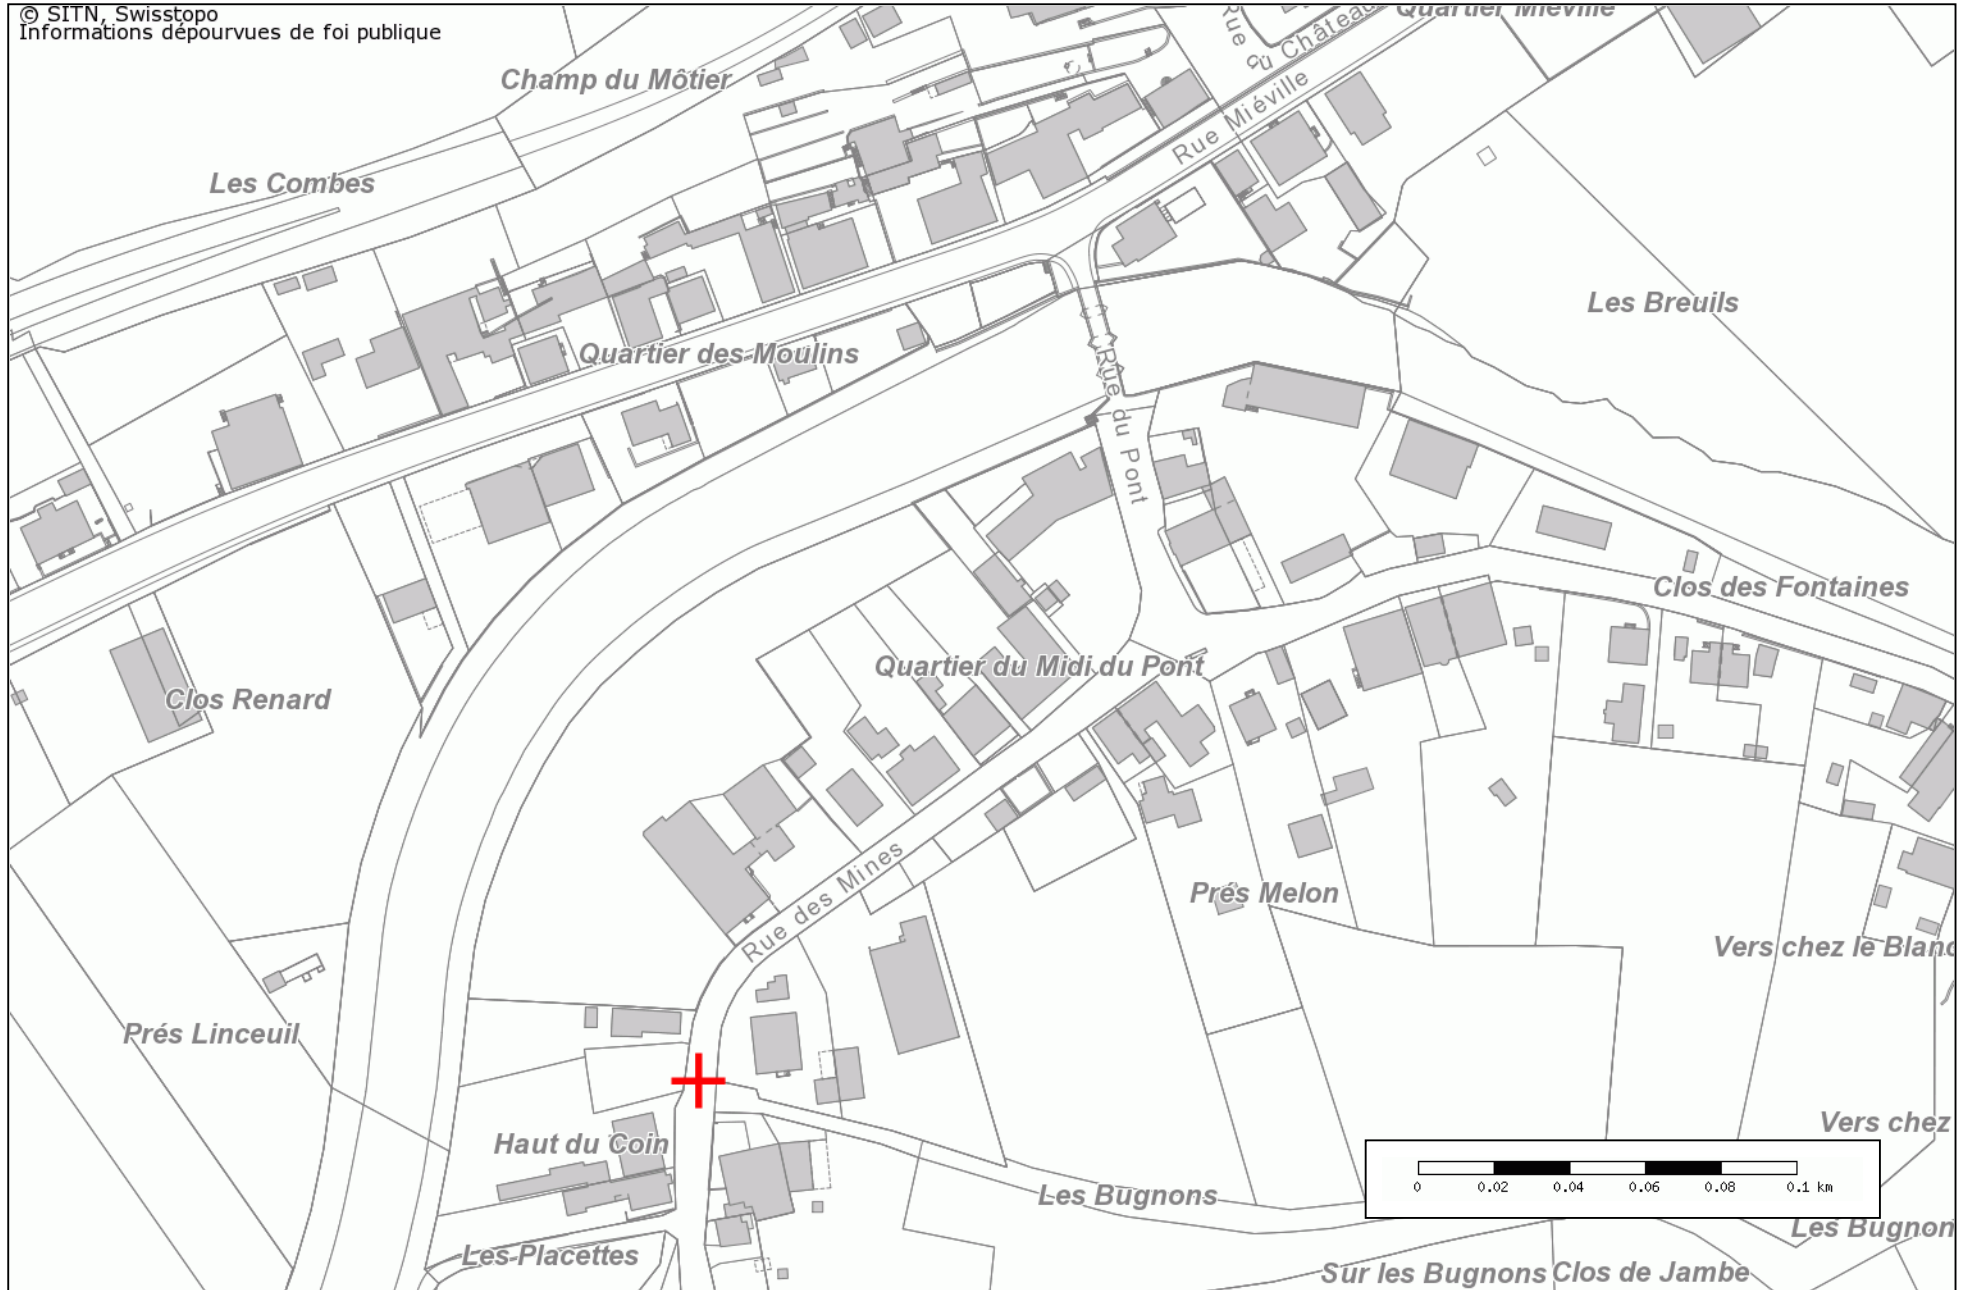 © SITN, Swisstopo
Informations dépourvues de foi publique
Quartier Miéville
Rue du Château
Champ du Môtier
Rue Miéville
Les Combes
Les Breuils
Quartier des Moulins
Rue du Pont
Clos des Fontaines
Quartier du Midi du Pont
Clos Renard
Rue des Mines
Prés Melon
Vers chez le Blanc
Prés Linceuil
Vers chez
Haut du Coin
Les Bugnons
0 0.02 0.04 0.06 0.08 0.1 km
Les Bugnon
Les Placettes
Sur les Bugnons
Clos de Jambe